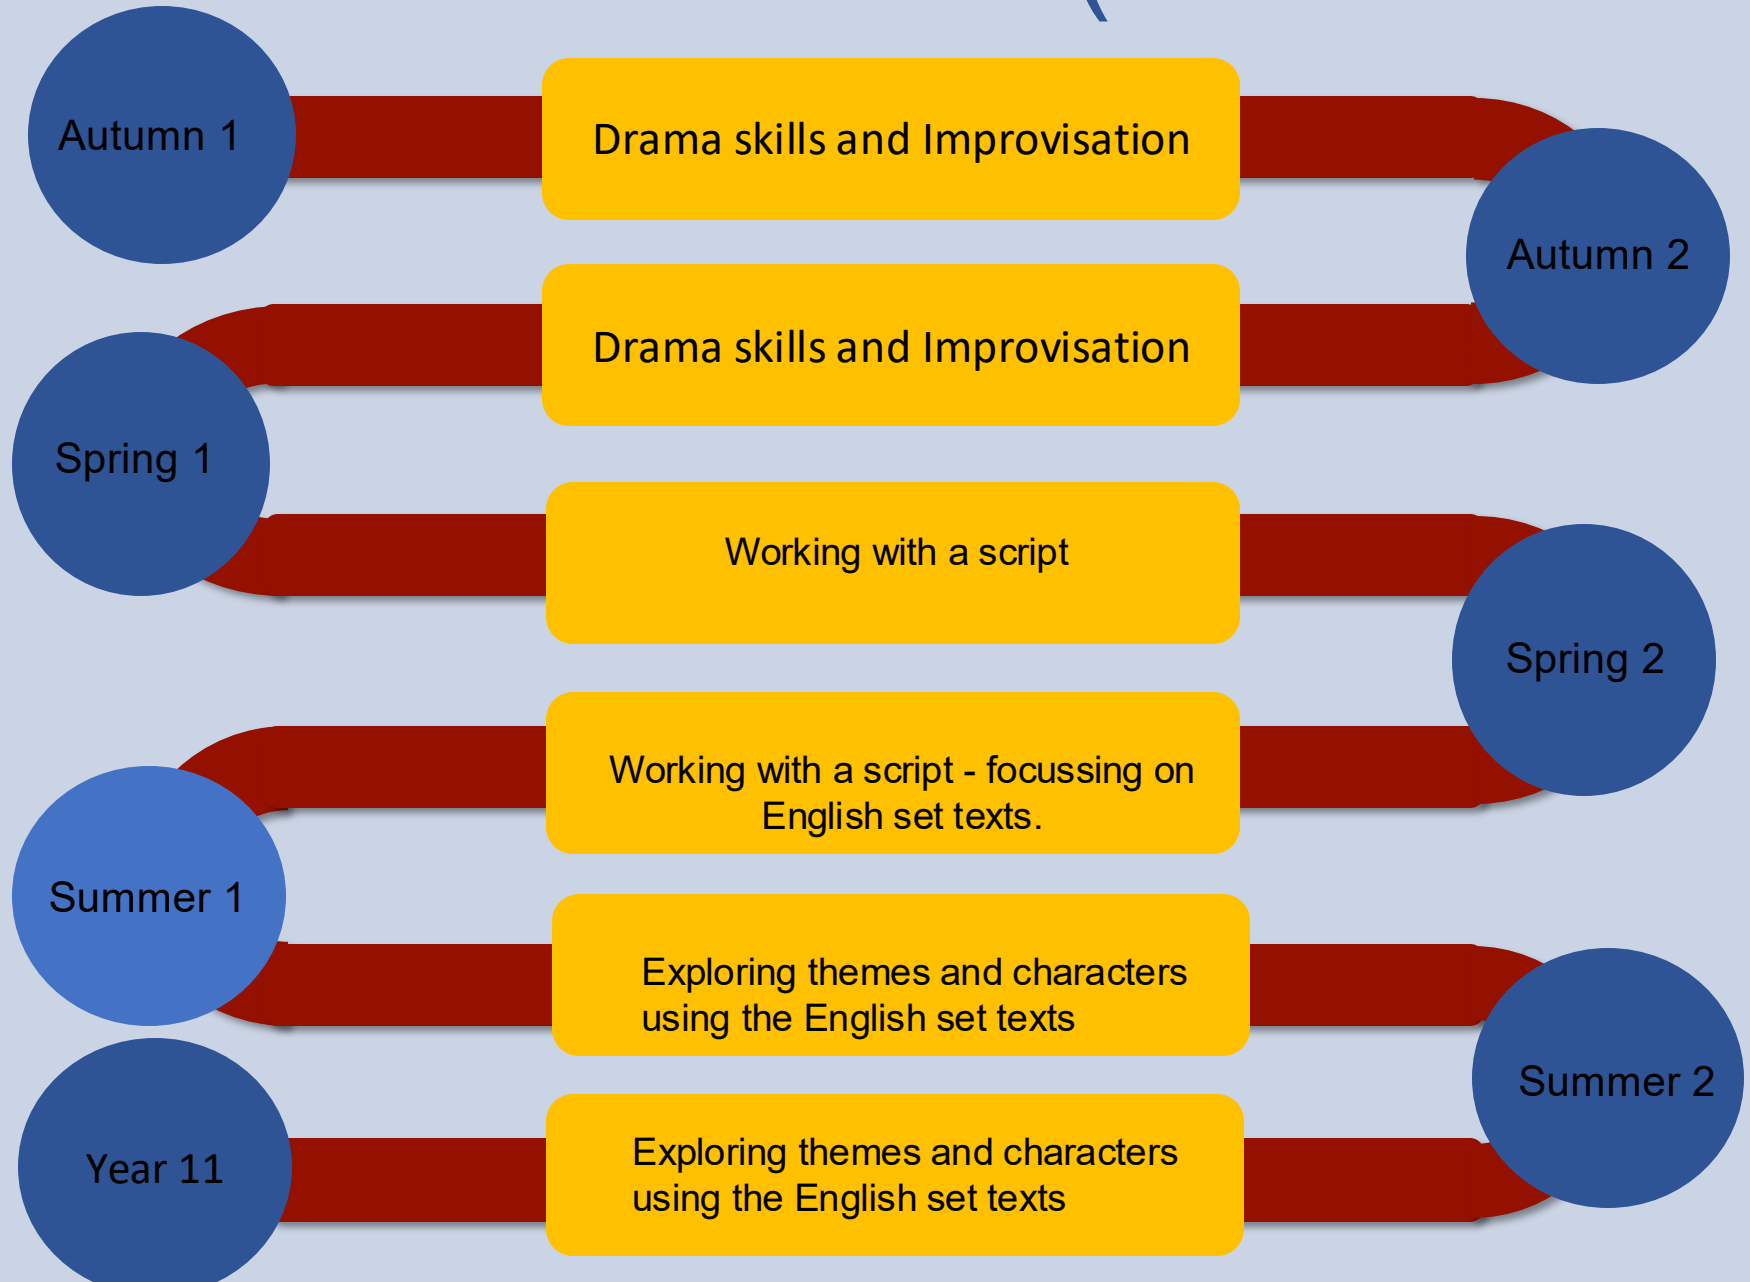 Autumn 1
Drama skills and Improvisation
Autumn 2
Drama skills and Improvisation
Spring 1
Working with a script
Spring 2
Working with a script - focussing on
English set texts.
Summer 1
Exploring themes and characters
using the English set texts
Summer 2
Exploring themes and characters
using the English set texts
Year 11